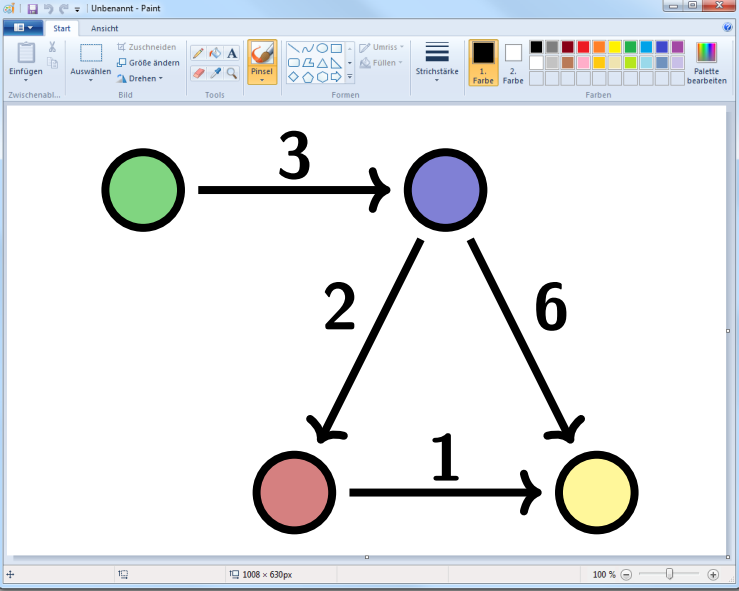 Unbenannt - Paint
Start Ansicht
Einfügen
Zwischenabl...
Auswählen
Zuschneiden
Größe ändern
Drehen
Bild
A
Tools
Pinsel
Formen
Umriss
Füllen
Strichstärke
1. Farbe
2. Farbe
Farben
Palette bearbeiten
3
2
6
1
1008 × 630px
100 %